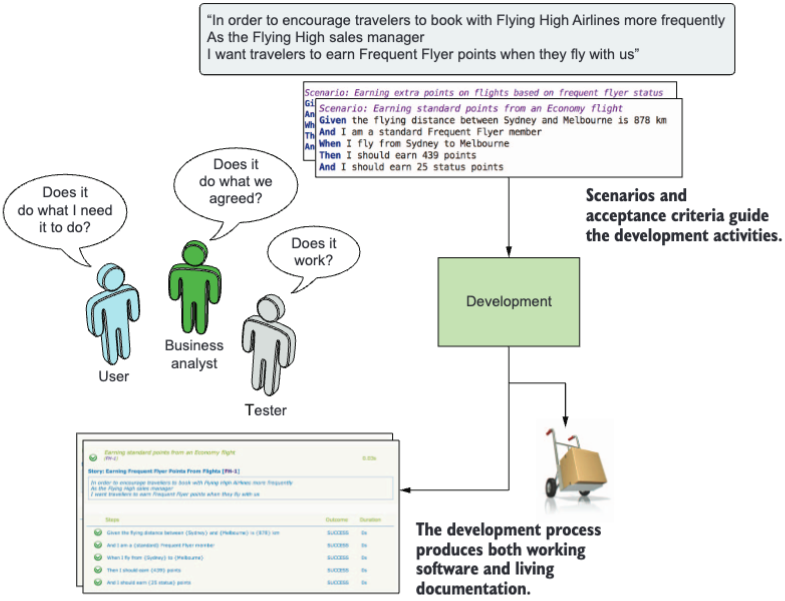 “In order to encourage travelers to book with Flying High Airlines more frequently
As the Flying High sales manager
I want travelers to earn Frequent Flyer points when they fly with us”
Scenario: Earning extra points on flights based on frequent flyer status
Gi
An
Wh
Th
An
Scenario: Earning standard points from an Economy flight
Given the flying distance between Sydney and Melbourne is 878 km
And I am a standard Frequent Flyer member
When I fly from Sydney to Melbourne
Then I should earn 439 points
And I should earn 25 status points
Scenarios and
acceptance criteria guide
the development activities.
Does it
do what I need
it to do?
Does it
do what we
agreed?
Does it
work?
User
Business
analyst
Tester
Development
Earning standard points from an Economy flight
(FH-1)
Story: Earning Frequent Flyer Points From Flights [FH-1]
In order to encourage travellers to book with Flying High Airlines more frequently
As the Flying High sales manager
I want travellers to earn Frequent Flyer points when they fly with us
Steps Outcome Duration
Given the flying distance between {Sydney} and {Melbourne} is {878} km SUCCESS 0s
And I am a {standard} Frequent Flyer member SUCCESS 0s
When I fly from {Sydney} to {Melbourne} SUCCESS 0s
Then I should earn {439} points SUCCESS 0s
And I should earn {25 status} points SUCCESS 0s
The development process
produces both working
software and living
documentation.